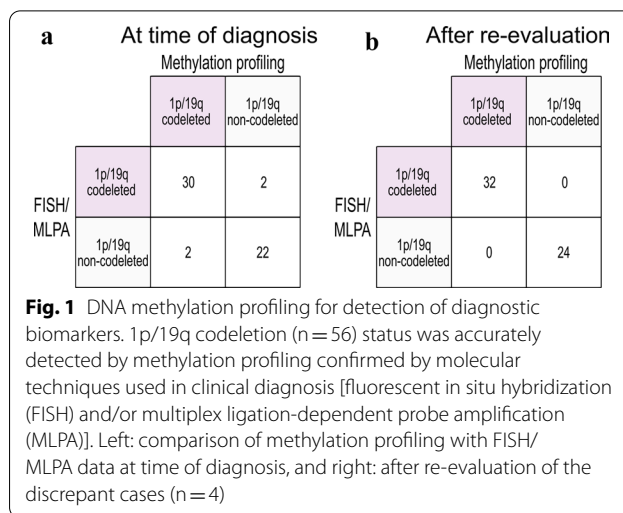 a At time of diagnosis
Methylation profiling
1p/19q codeleted
1p/19q non-codeleted
FISH/
MLPA
1p/19q codeleted
30 2
1p/19q non-codeleted
2 22
b After re-evaluation
Methylation profiling
1p/19q codeleted
1p/19q non-codeleted
FISH/
MLPA
1p/19q codeleted
32 0
1p/19q non-codeleted
0 24
Fig. 1 DNA methylation profiling for detection of diagnostic
biomarkers. 1p/19q codeletion (n = 56) status was accurately
detected by methylation profiling confirmed by molecular
techniques used in clinical diagnosis [fluorescent in situ hybridization
(FISH) and/or multiplex ligation-dependent probe amplification
(MLPA)]. Left: comparison of methylation profiling with FISH/
MLPA data at time of diagnosis, and right: after re-evaluation of the
discrepant cases (n = 4)